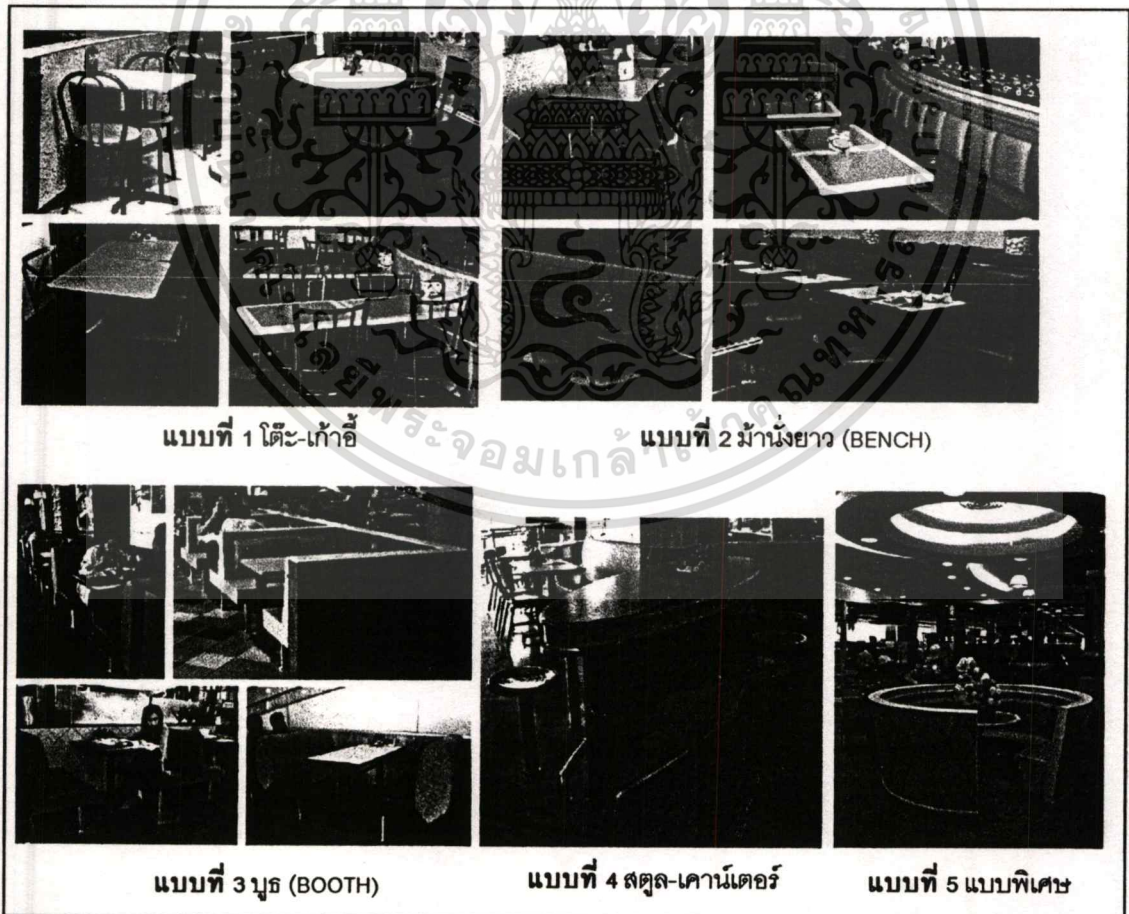 แบบที่ 1 โต๊ะ-เก้าอี้
แบบที่ 2 ม้านั่งยาว (BENCH)
แบบที่ 3 บูธ (BOOTH)
แบบที่ 4 สตูล-เคาน์เตอร์
แบบที่ 5 แบบพิเศษ